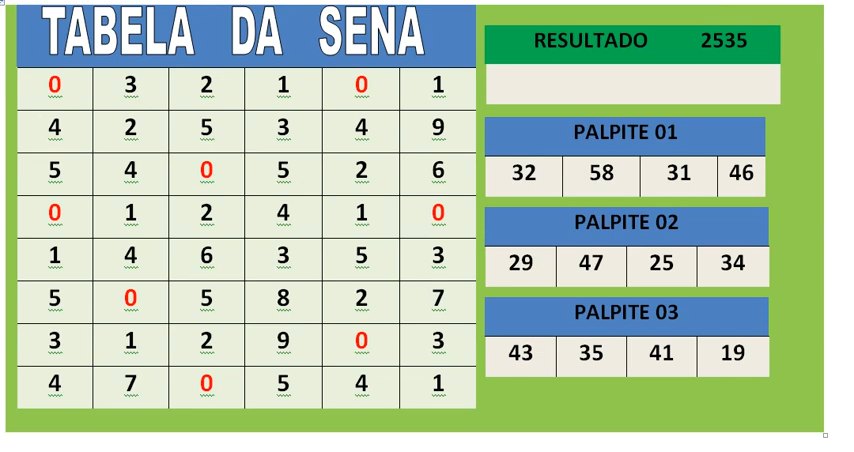 TABELA DA SENA
0 3 2 1 0 1
4 2 5 3 4 9
5 4 0 5 2 6
0 1 2 4 1 0
1 4 6 3 5 3
5 0 5 8 2 7
3 1 2 9 0 3
4 7 0 5 4 1
RESULTADO 2535
PALPITE 01
32 58 31 46
PALPITE 02
29 47 25 34
PALPITE 03
43 35 41 19